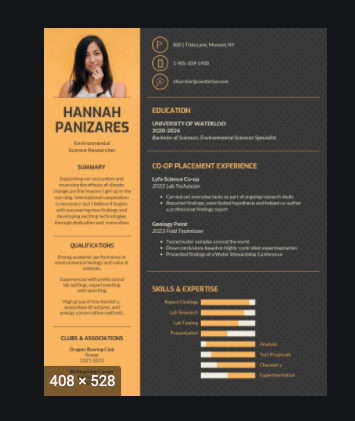 HANNAH
PANIZARES
Environmental
Science Researcher
SUMMARY
Supporting our ecosystem and
reversing the effects of climate
change are the reasons I get up in the
morning. International cooperation
is necessary, but I believe it begins
with uncovering new findings and
developing exciting technologies
through dedication and innovation.
QUALIFICATIONS
Strong academic performance in
environmental biology and natural
sciences.
Experienced with professional
lab settings, experimenting
and reporting.
High grasp of biochemistry,
ecosystem structures, and
energy conservation methods.
CLUBS & ASSOCIATIONS
Dragon Rowing Club
Rower
2021-2023
408 × 528
8001 Tista Lane, Monsot, NY
1-905-509-5900
EDUCATION
UNIVERSITY OF WATERLOO
2020-2024
Bachelor of Sciences, Environmental Sciences Specialist
CO-OP PLACEMENT EXPERIENCE
Lyfe Science Co-op
2022 Lab Technician
Carried out everyday tasks as part of ongoing research study
Reported findings, contributed hypothesis and helped co-author
a professional findings report
Geology Point
2023 Field Technician
Tested water samples around the world
Drew conclusions based on highly controlled experimentation
Presented findings at a Water Stewardship Conference
SKILLS & EXPERTISE
Report Findings
Lab Research
Lab Testing
Presentation
Analysis
Test Proposals
Chemistry
Experimentation